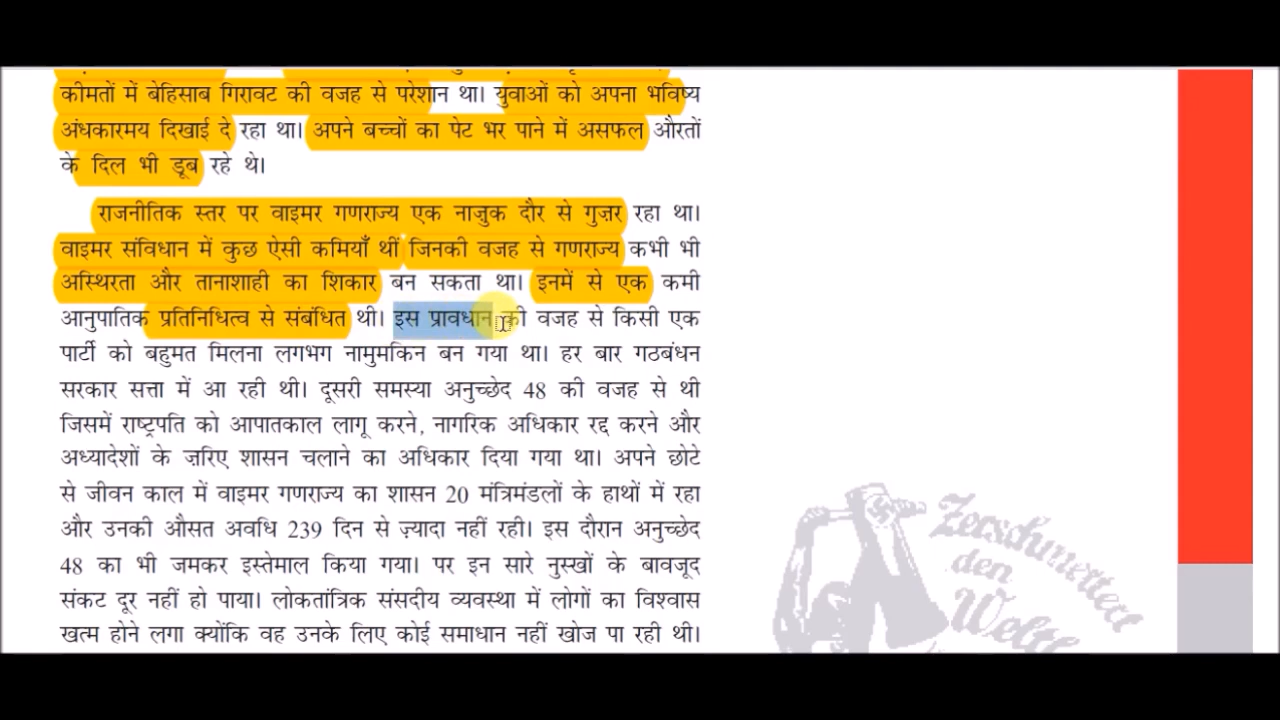 कीमतों में बेहिसाब गिरावट की वजह से परेशान था। युवाओं को अपना भविष्य
अंधकारमय दिखाई दे रहा था। अपने बच्चों का पेट भर पाने में असफल औरतों
के दिल भी डूब रहे थे।
राजनीतिक स्तर पर वाइमर गणराज्य एक नाज़ुक दौर से गुज़र रहा था।
वाइमर संविधान में कुछ ऐसी कमियाँ थीं जिनकी वजह से गणराज्य कभी भी
अस्थिरता और तानाशाही का शिकार बन सकता था। इनमें से एक कमी
आनुपातिक प्रतिनिधित्व से संबंधित थी। इस प्रावधान की वजह से किसी एक
पार्टी को बहुमत मिलना लगभग नामुमकिन बन गया था। हर बार गठबंधन
सरकार सत्ता में आ रही थी। दूसरी समस्या अनुच्छेद 48 की वजह से थी
जिसमें राष्ट्रपति को आपातकाल लागू करने, नागरिक अधिकार रद्द करने और
अध्यादेशों के ज़रिए शासन चलाने का अधिकार दिया गया था। अपने छोटे
से जीवन काल में वाइमर गणराज्य का शासन 20 मंत्रिमंडलों के हाथों में रहा
और उनकी औसत अवधि 239 दिन से ज़्यादा नहीं रही। इस दौरान अनुच्छेद
48 का भी जमकर इस्तेमाल किया गया। पर इन सारे नुस्खों के बावजूद
संकट दूर नहीं हो पाया। लोकतांत्रिक संसदीय व्यवस्था में लोगों का विश्वास
खत्म होने लगा क्योंकि वह उनके लिए कोई समाधान नहीं खोज पा रही थी।
Zerschmettert
den